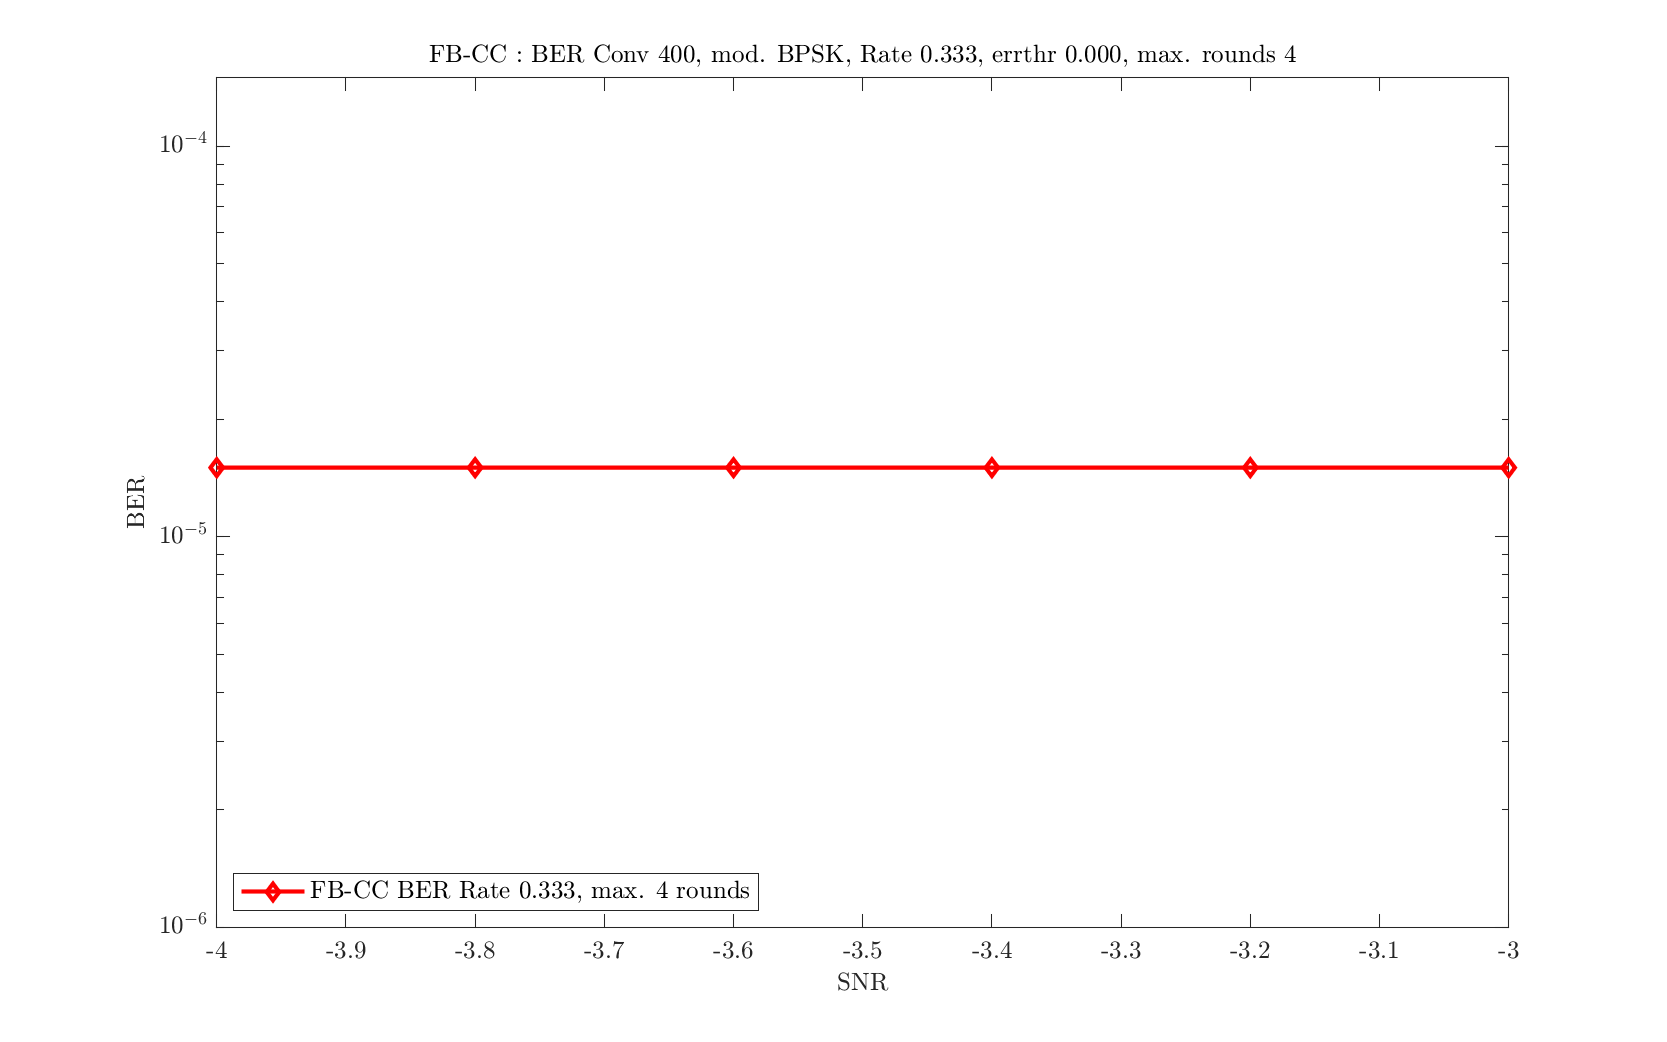 FB-CC : BER Conv 400, mod. BPSK, Rate 0.333, errthr 0.000, max. rounds 4
10⁻⁴
10⁻⁵
10⁻⁶
BER
FB-CC BER Rate 0.333, max. 4 rounds
-4 -3.9 -3.8 -3.7 -3.6 -3.5 -3.4 -3.3 -3.2 -3.1 -3
SNR